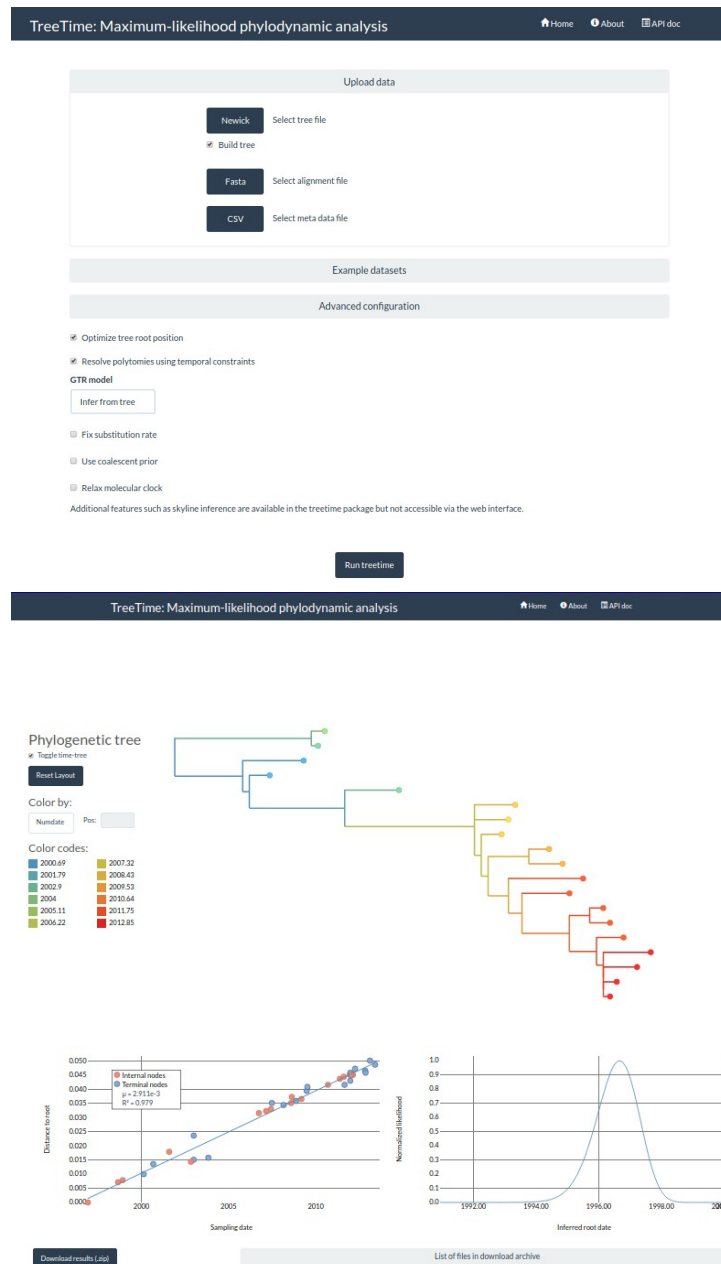 TreeTime: Maximum-likelihood phylodynamic analysis
Home About API doc
Upload data
Newick Select tree file
Build tree
Fasta Select alignment file
CSV Select meta data file
Example datasets
Advanced configuration
Optimize tree root position
Resolve polytomies using temporal constraints
GTR model
Infer from tree
Fix substitution rate
Use coalescent prior
Relax molecular clock
Additional features such as skyline inference are available in the treetime package but not accessible via the web interface.
Run treetime
TreeTime: Maximum-likelihood phylodynamic analysis
Home About API doc
Phylogenetic tree
Toggle time-tree
Reset Layout
Color by:
Numdate Pos:
Color codes:
2000.69 2007.32
2001.79 2008.43
2002.9 2009.53
2004 2010.64
2005.11 2011.75
2006.22 2012.85
0.050
0.045
0.040
0.035
0.030
0.025
0.020
0.015
0.010
0.005
0.000
Distance to root
Internal nodes
Terminal nodes
μ = 2.911e-3
R² = 0.979
2000 2005 2010
Sampling date
1.0
0.9
0.8
0.7
0.6
0.5
0.4
0.3
0.2
0.1
0.0
Normalized likelihood
1992.00 1994.00 1996.00 1998.00
Inferred root date
Download results (.zip)
List of files in download archive